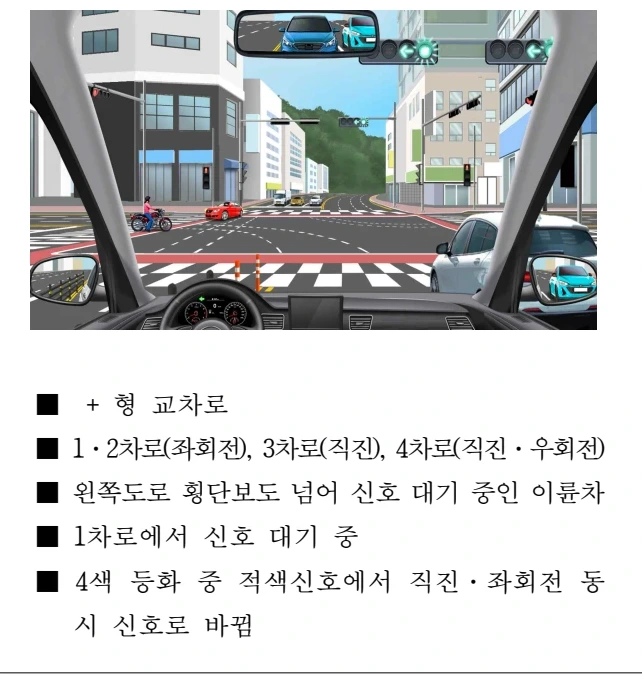 ■ + 형 교차로
■ 1・2차로(좌회전), 3차로(직진), 4차로(직진・우회전)
■ 왼쪽도로 횡단보도 넘어 신호 대기 중인 이륜차
■ 1차로에서 신호 대기 중
■ 4색 등화 중 적색신호에서 직진・좌회전 동
시 신호로 바뀜